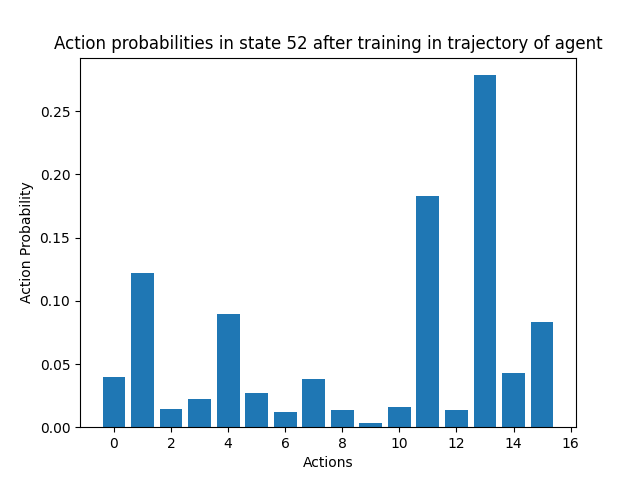 Action probabilities in state 52 after training in trajectory of agent
Action Probability
0.25
0.20
0.15
0.10
0.05
0.00
0 2 4 6 8 10 12 14 16
Actions